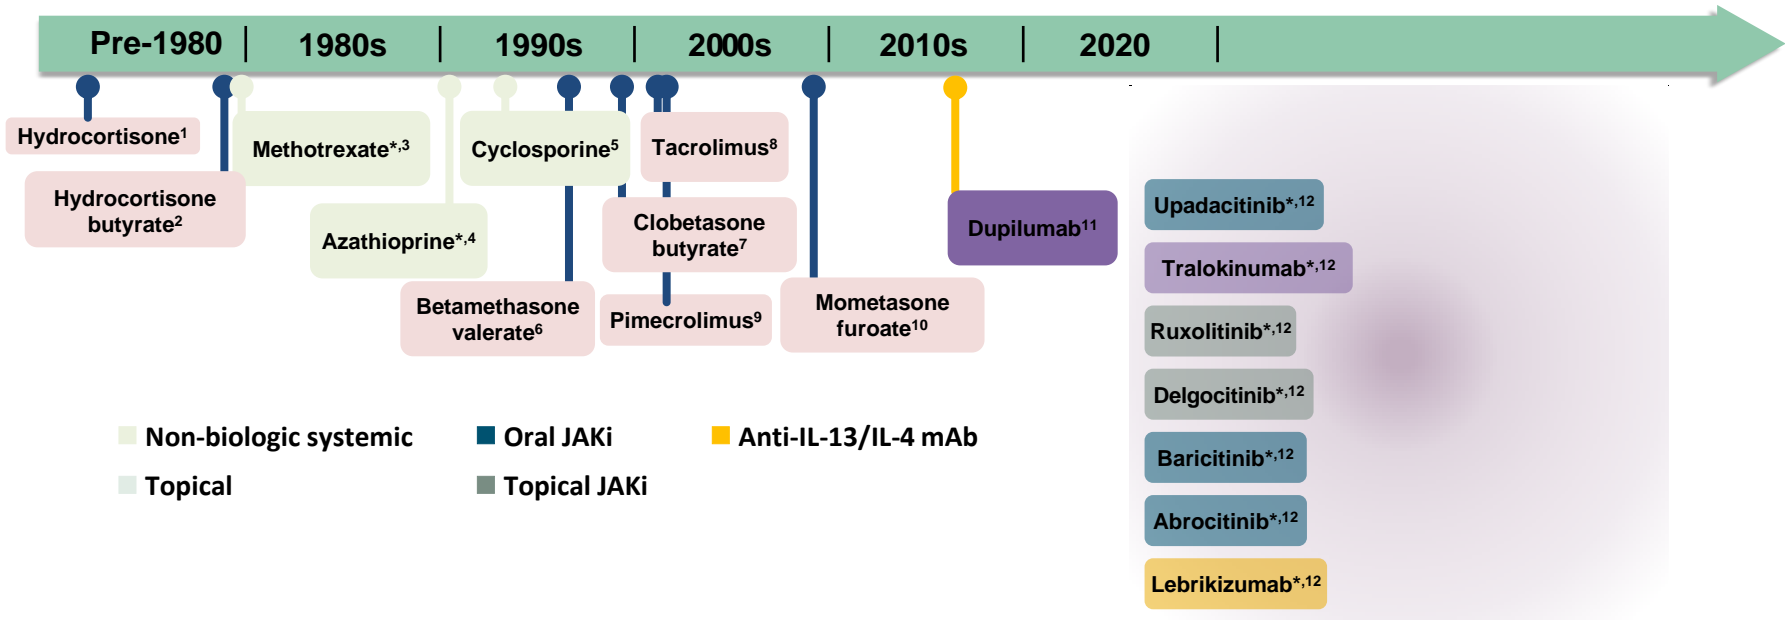 Pre-1980 | 1980s | 1990s | 2000s | 2010s | 2020 |
Hydrocortisone1
Hydrocortisone
butyrate2
Methotrexate*,3
Azathioprine*,4
Cyclosporine5
Betamethasone
valerate6
Clobetasone
butyrate7
Tacrolimus8
Pimecrolimus9
Mometasone
furoate10
Dupilumab11
Upadacitinib*,12
Tralokinumab*,12
Ruxolitinib*,12
Delgocitinib*,12
Baricitinib*,12
Abrocitinib*,12
Lebrikizumab*,12
Non-biologic systemic
Oral JAKi
Anti-IL-13/IL-4 mAb
Topical
Topical JAKi